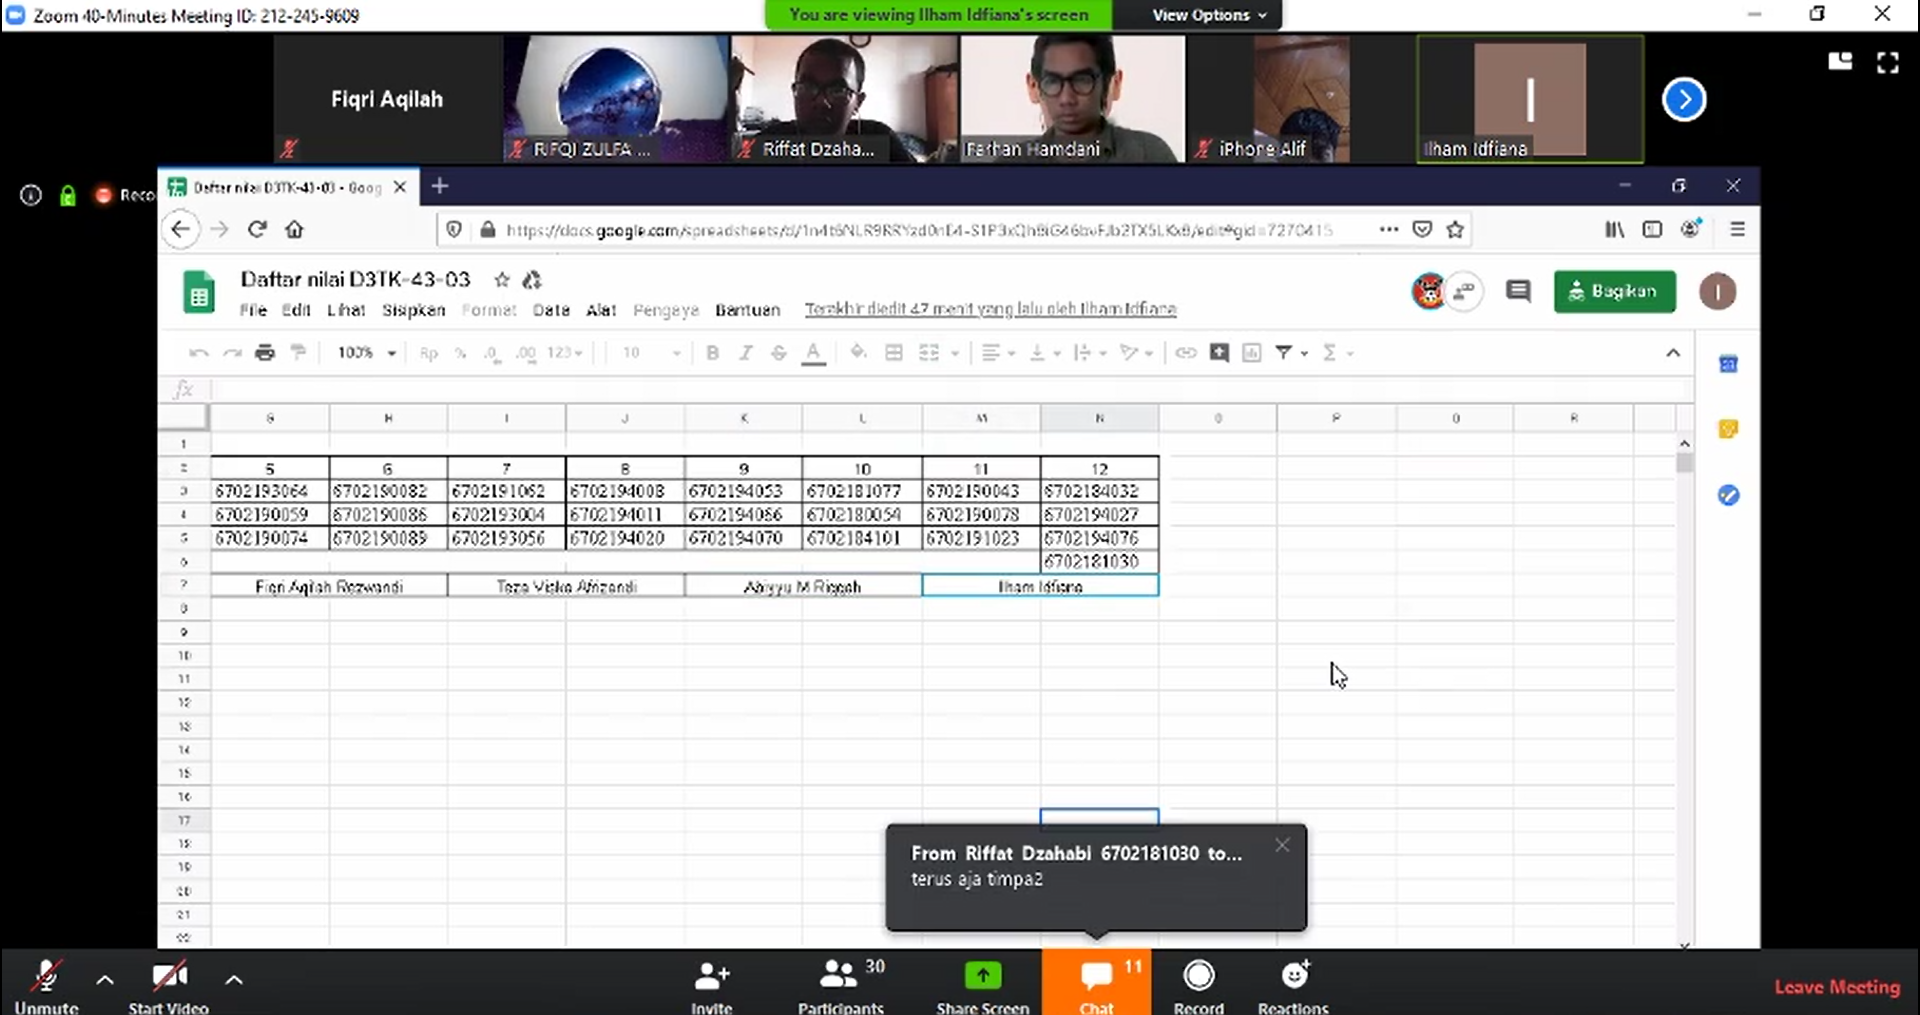 Zoom 40-Minutes Meeting ID: 212-245-9609
You are viewing Ilham Idfiana's screen
View Options
Fiqri Aqilah
RIFQI ZULFA ...
Riffat Dzaha...
Farhan Hamdani
iPhone Alif
I
Ilham Idfiana
Reco
Daftar nilai D3TK-43-03 - Goog
docs.google.com/spreadsheets/d/
Daftar nilai D3TK-43-03
File Edit Lihat Sisipkan Format Data Alat Pengaya Bantuan Terakhir diedit 47 menit yang lalu oleh Ilham Idfiana
Bagikan
I
100% Rp % .0 .00 123 10 B I S A
fx
G H I J K L M N O P Q R
1
2 5 6 7 8 9 10 11 12
3 6702193064 6702190082 6702191062 6702194008 6702194053 6702181077 6702190043 6702184032
4 6702190059 6702190086 6702193004 6702194011 6702194066 6702180054 6702190078 6702194027
5 6702190074 6702190089 6702193056 6702194020 6702194070 6702184101 6702191023 6702194076
6 6702181030
7 Fiqri Aqilah Rezwandi Teza Viska Afrizandi Abiyyu M Riqqah Ilham Idfiana
8
9
10
11
12
13
14
15
16
17
18
19
20
21
22
From Riffat Dzahabi 6702181030 to...
terus aja timpa2
30
11
Unmute Start Video Invite Participants Share Screen Chat Record Reactions Leave Meeting